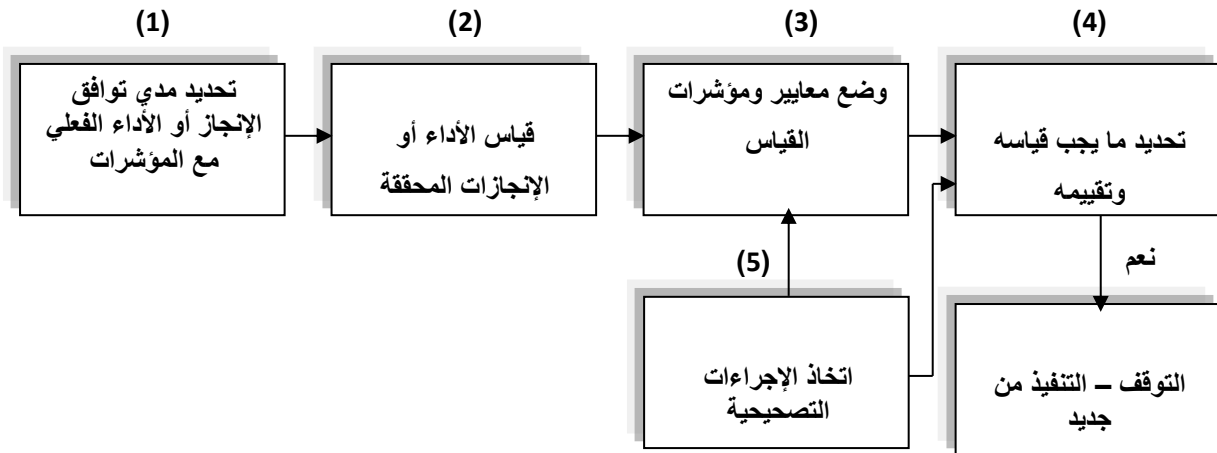 (1)
تحديد مدي توافق
الإنجاز أو الأداء الفعلي
مع المؤشرات
(2)
قياس الأداء أو
الإنجازات المحققة
(3)
وضع معايير ومؤشرات
القياس
(4)
تحديد ما يجب قياسه
وتقييمه
نعم
(5)
اتخاذ الإجراءات
التصحيحية
التوقف – التنفيذ من
جديد